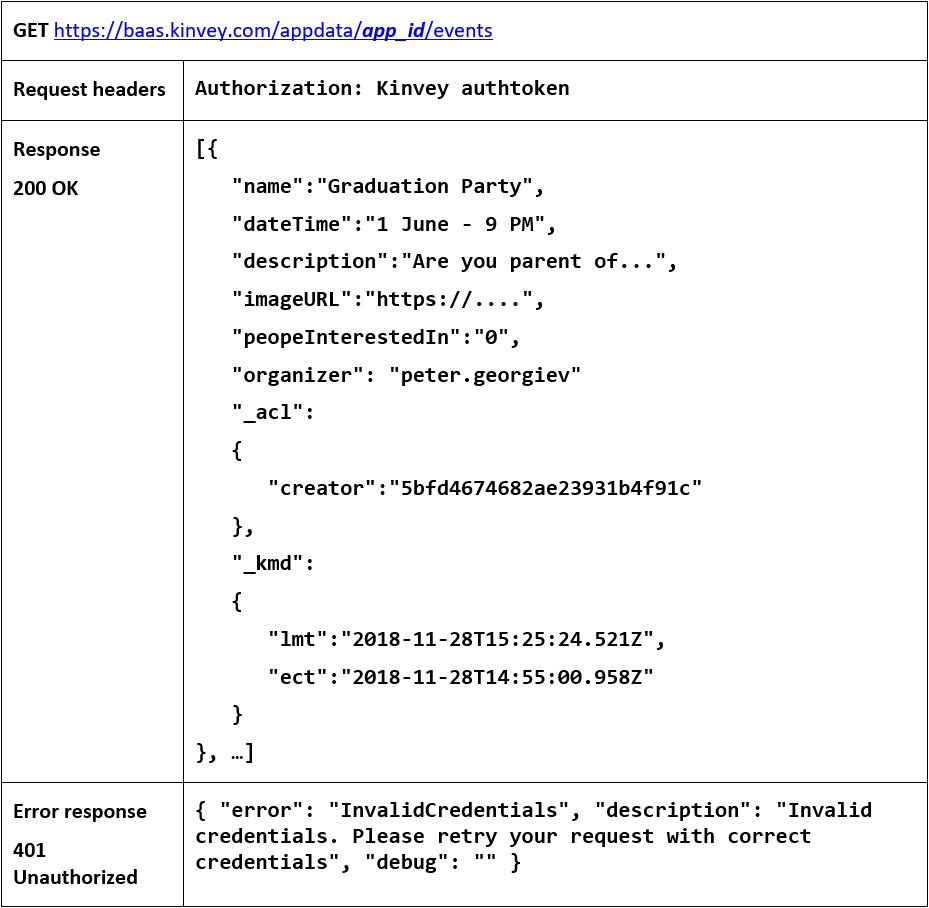 GET https://baas.kinvey.com/appdata/app_id/events
Request headers
Authorization: Kinvey authtoken
Response
200 OK
[{
"name":"Graduation Party",
"dateTime":"1 June - 9 PM",
"description":"Are you parent of...",
"imageURL":"https://....",
"peopeInterestedIn":"0",
"organizer": "peter.georgiev"
"_acl":
{
"creator":"5bfd4674682ae23931b4f91c"
},
"_kmd":
{
"lmt":"2018-11-28T15:25:24.521Z",
"ect":"2018-11-28T14:55:00.958Z"
}
}, …]
Error response
401
Unauthorized
{ "error": "InvalidCredentials", "description": "Invalid
credentials. Please retry your request with correct
credentials", "debug": "" }